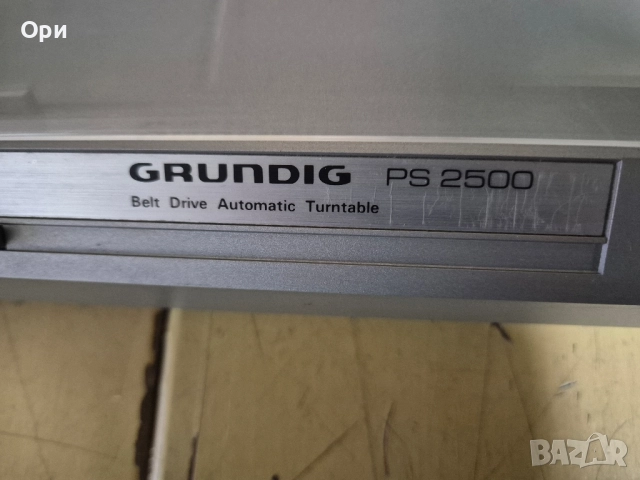 Ори
GRUNDIG PS 2500
Belt Drive Automatic Turntable
BAZAR